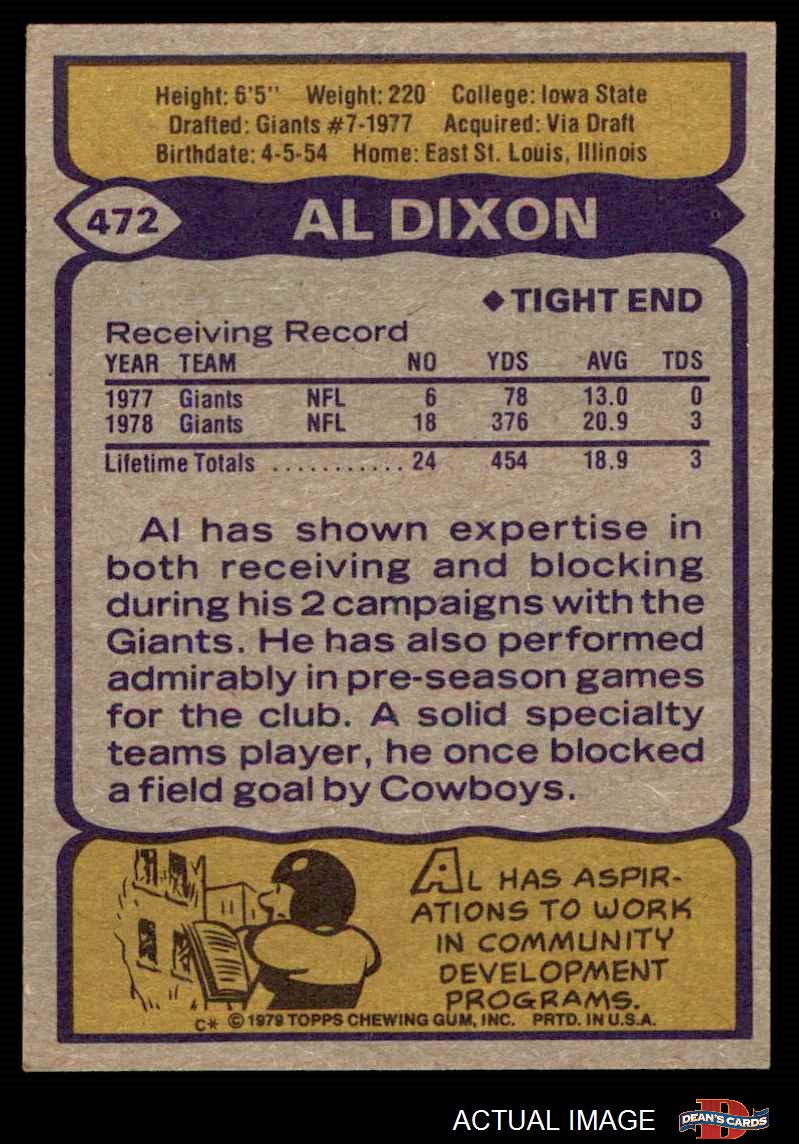 Height: 6'5" Weight: 220 College: Iowa State
Drafted: Giants #7-1977 Acquired: Via Draft
Birthdate: 4-5-54 Home: East St. Louis, Illinois
472 AL DIXON
◆ TIGHT END
Receiving Record
YEAR TEAM NO YDS AVG TDS
1977 Giants NFL 6 78 13.0 0
1978 Giants NFL 18 376 20.9 3
Lifetime Totals ........... 24 454 18.9 3
Al has shown expertise in
both receiving and blocking
during his 2 campaigns with the
Giants. He has also performed
admirably in pre-season games
for the club. A solid specialty
teams player, he once blocked
a field goal by Cowboys.
AL HAS ASPIR-
ATIONS TO WORK
IN COMMUNITY
DEVELOPMENT
PROGRAMS.
C* © 1979 TOPPS CHEWING GUM, INC. PRTD. IN U.S.A.
ACTUAL IMAGE
D
DEAN'S CARDS